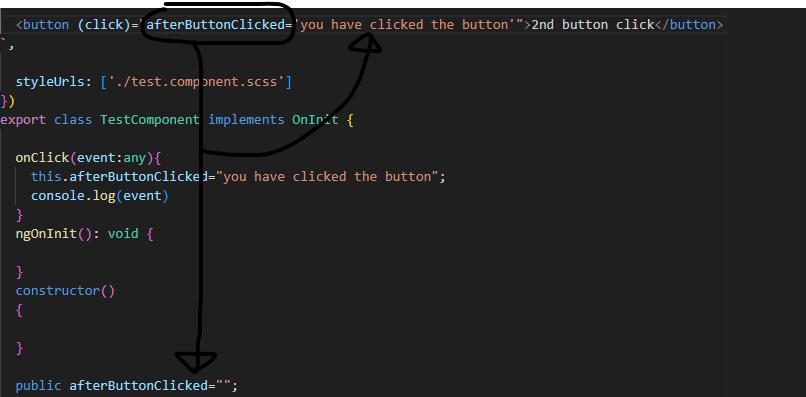 <button (click)="afterButtonClicked='you have clicked the button'">2nd button click</button>
`,
styleUrls: ['./test.component.scss']
})
export class TestComponent implements OnInit {
onClick(event:any){
this.afterButtonClicked="you have clicked the button";
console.log(event)
}
ngOnInit(): void {
}
constructor()
{
}
public afterButtonClicked="";